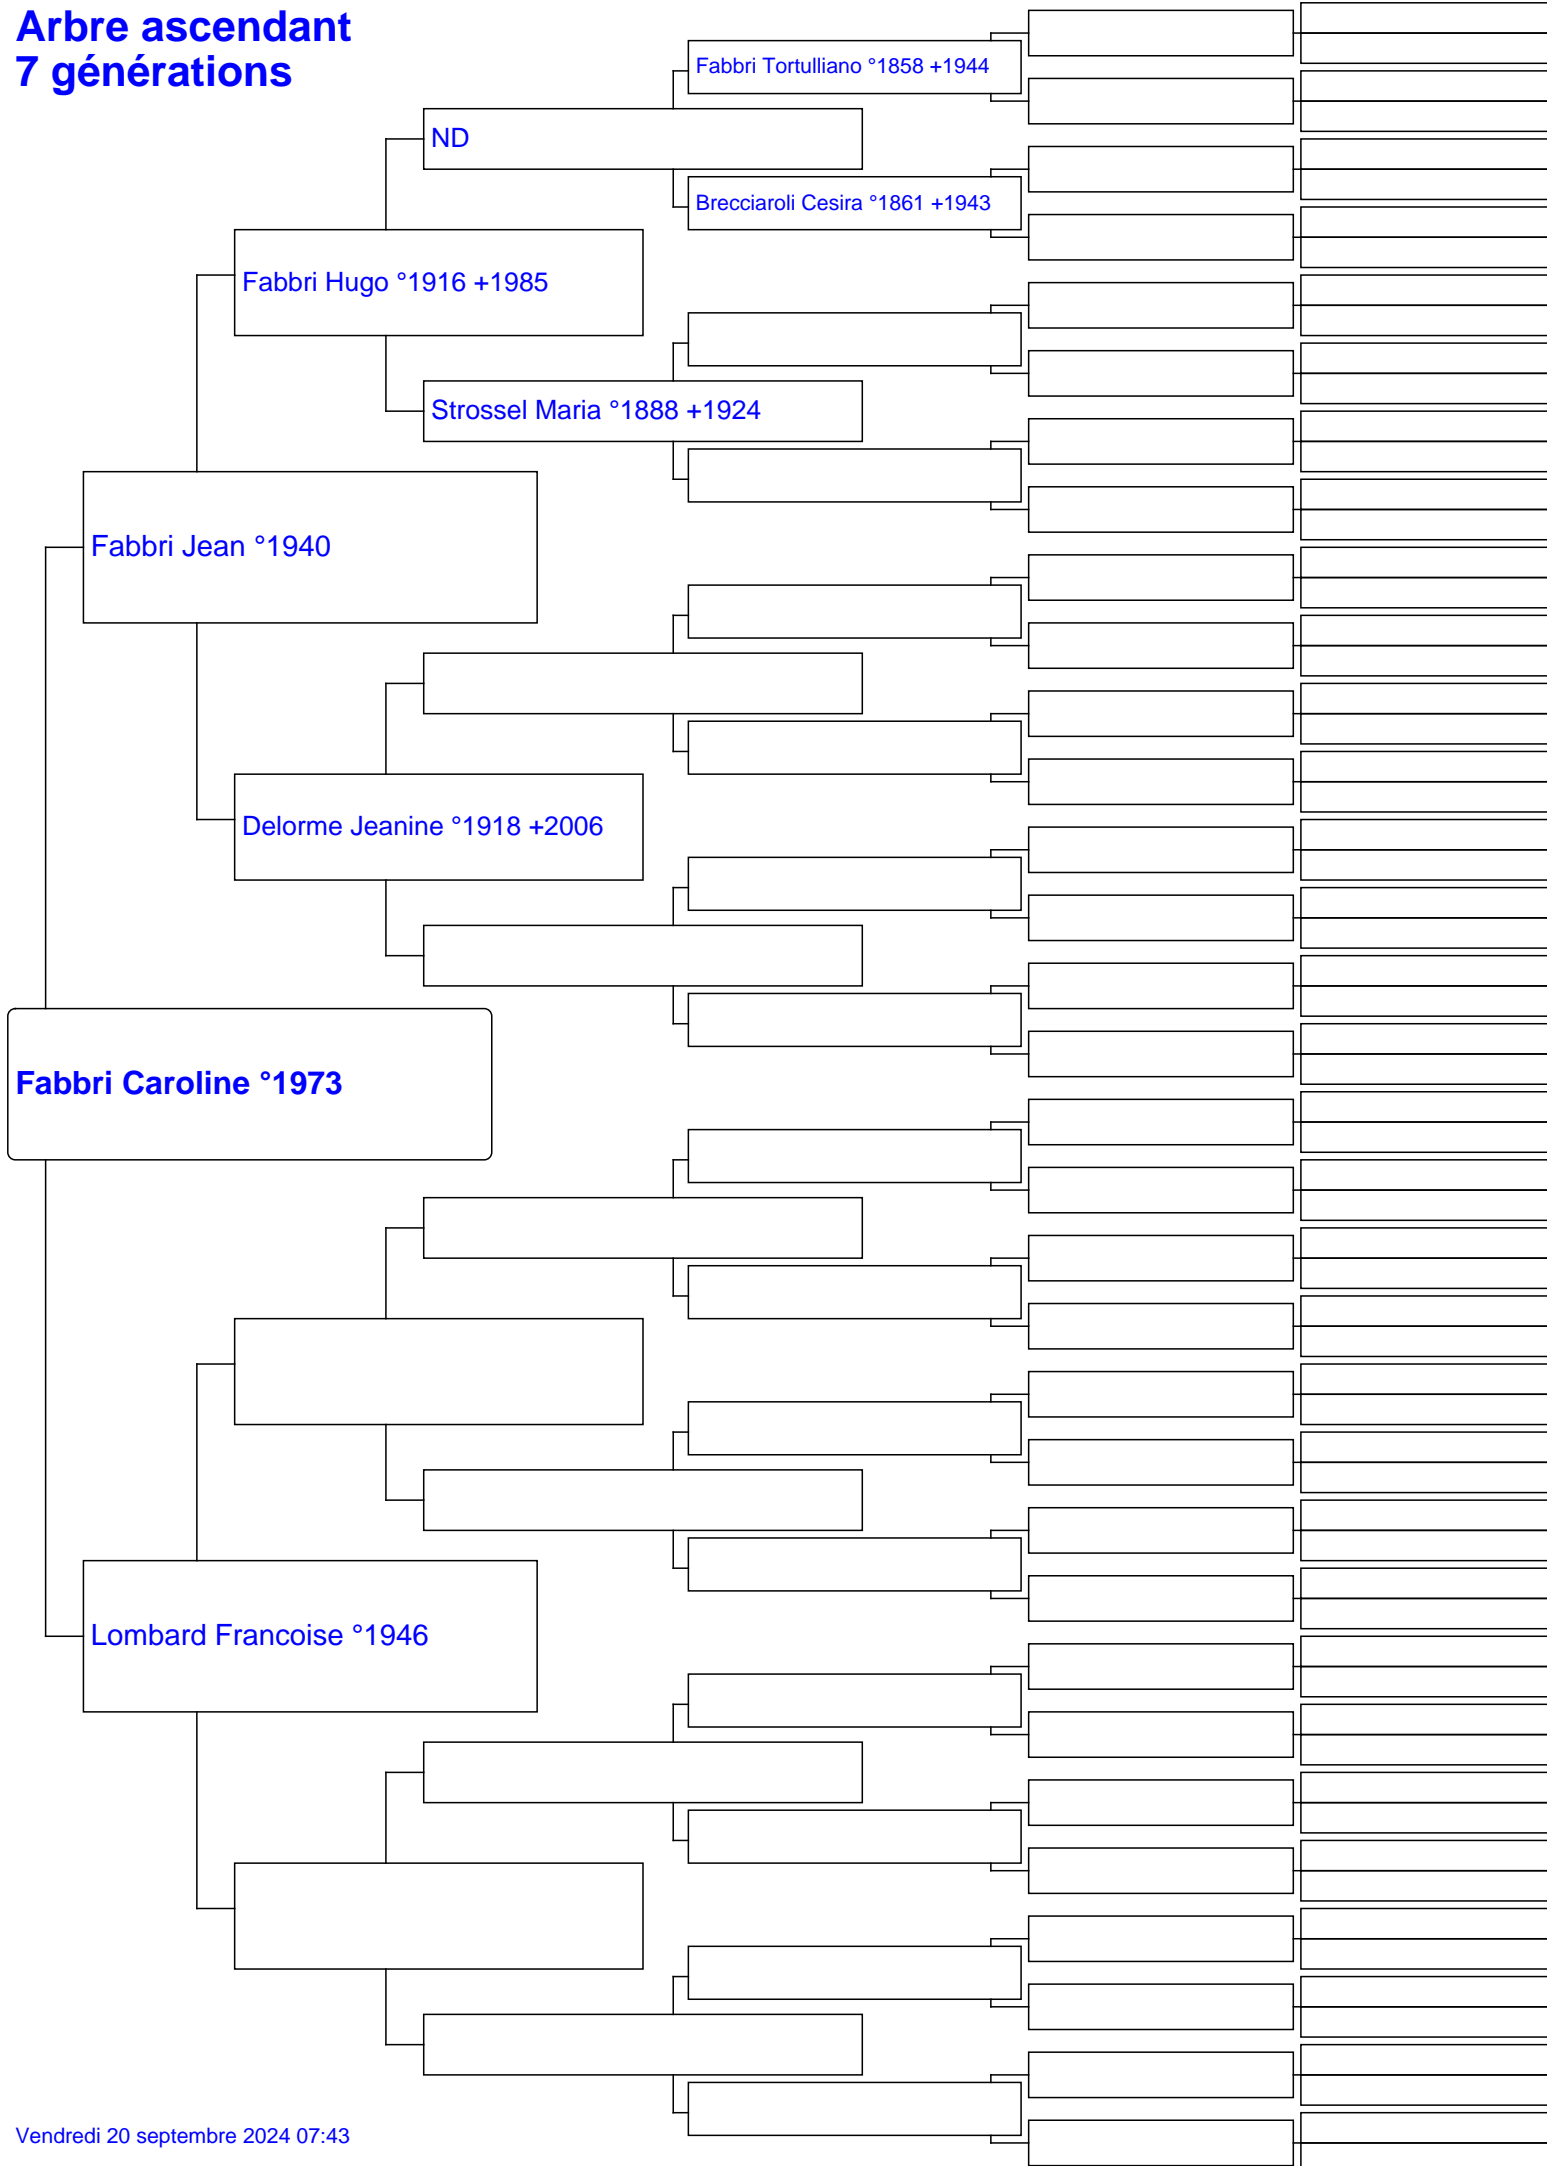 Arbre ascendant
7 générations
Fabbri Tortulliano °1858 +1944
ND
Brecciaroli Cesira °1861 +1943
Fabbri Hugo °1916 +1985
Strossel Maria °1888 +1924
Fabbri Jean °1940
Delorme Jeanine °1918 +2006
Fabbri Caroline °1973
Lombard Francoise °1946
Vendredi 20 septembre 2024 07:43